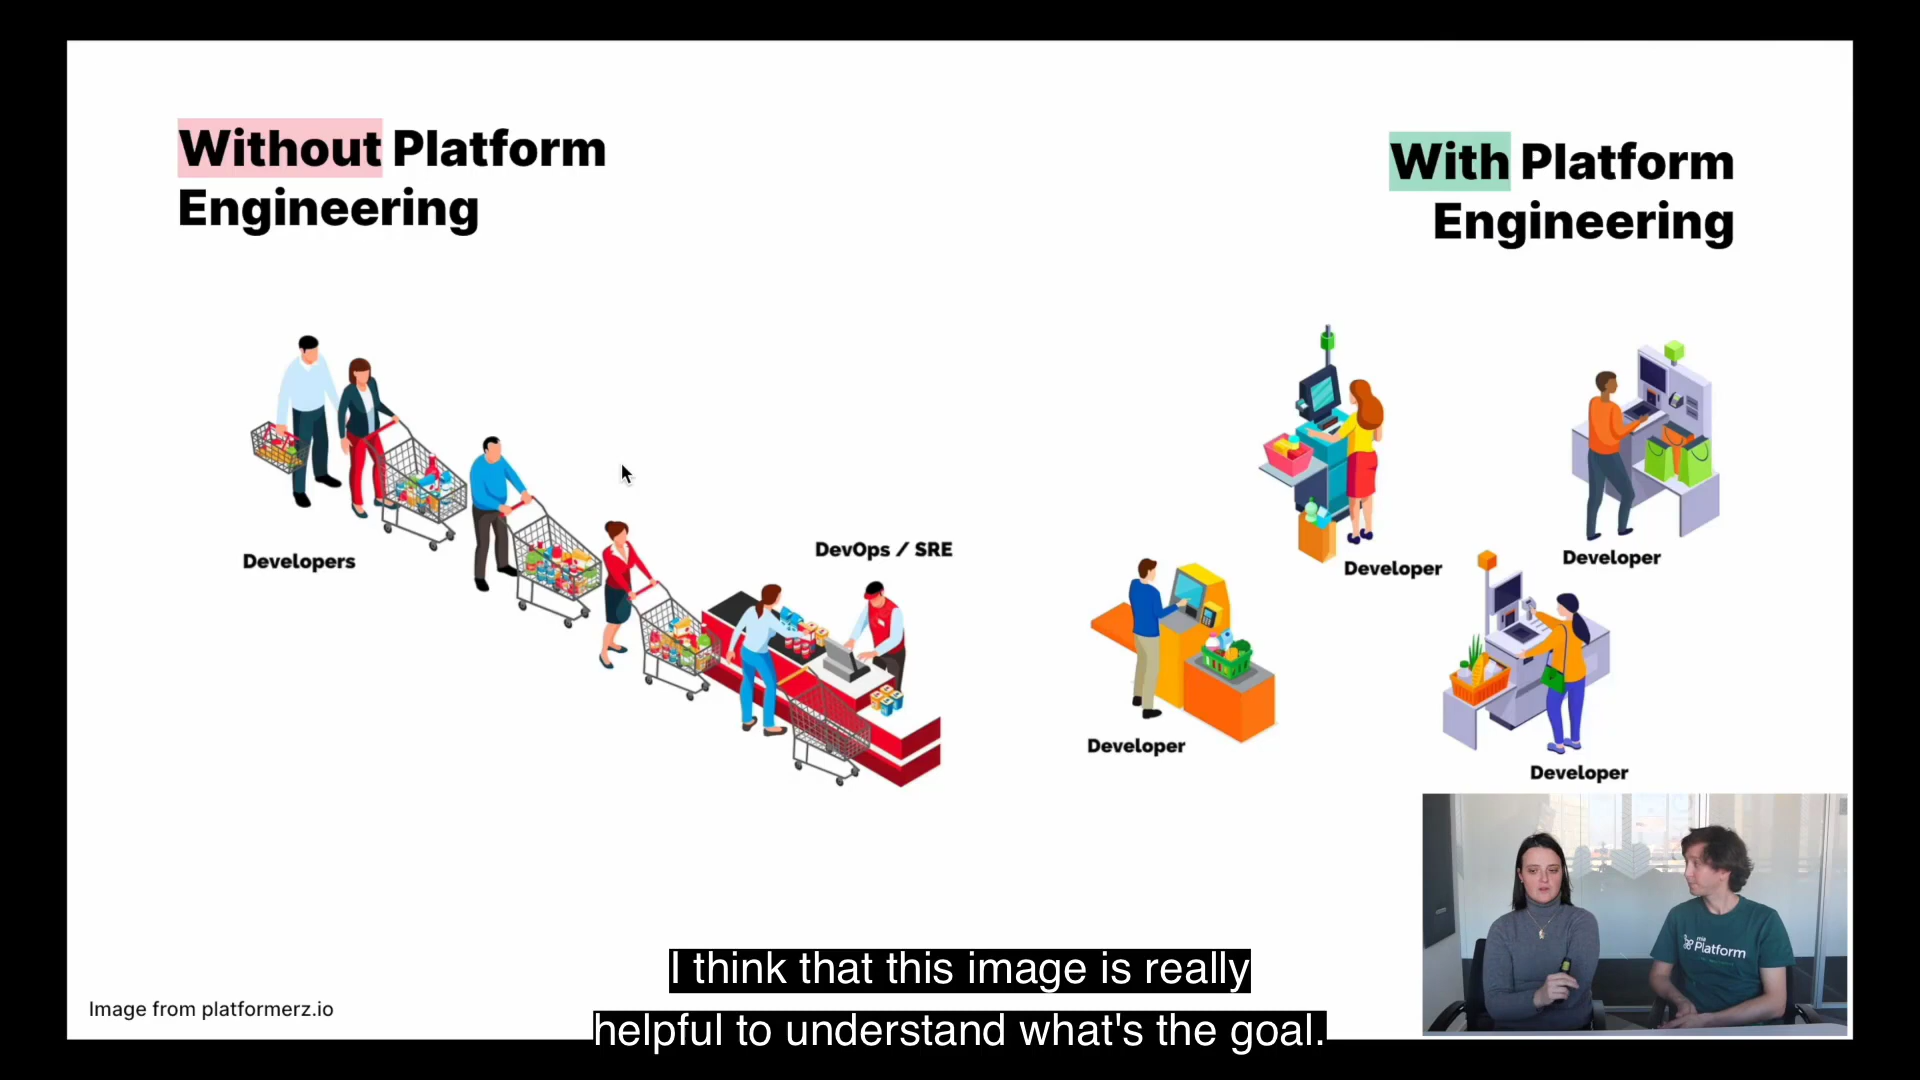 Without Platform
Engineering
With Platform
Engineering
Developers
DevOps / SRE
Developer
Developer
Developer
Developer
mia
Platform
Image from platformerz.io
I think that this image is really
helpful to understand what's the goal.